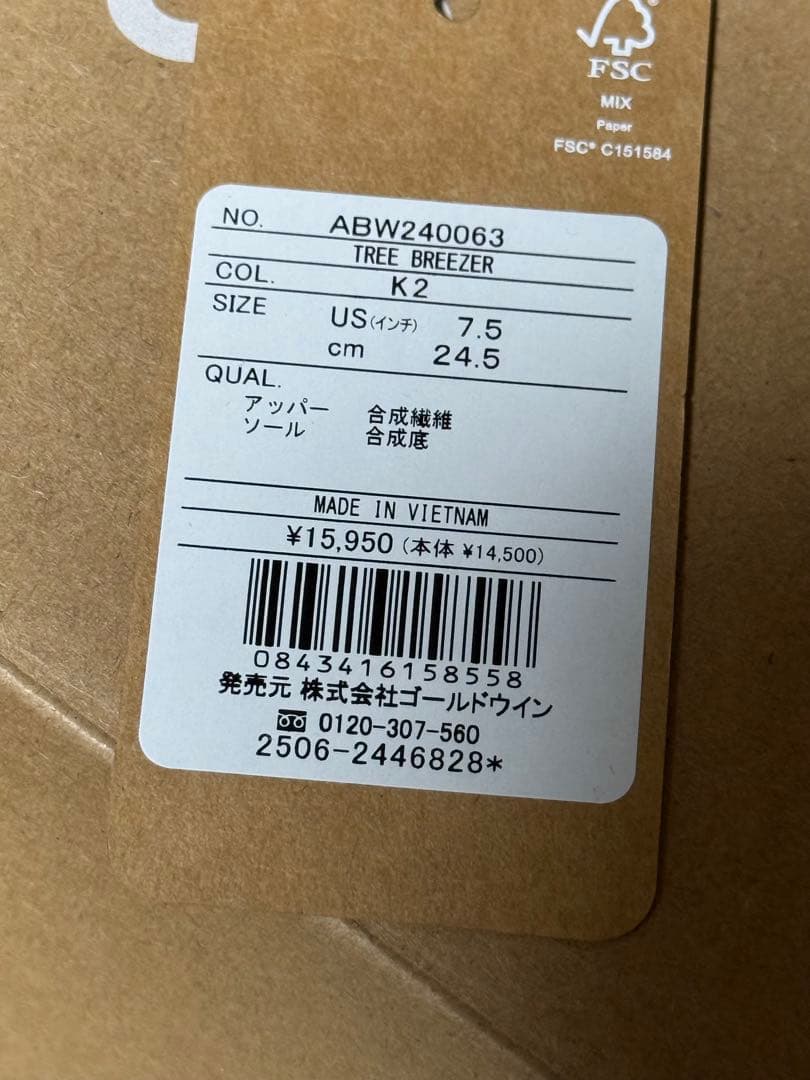 FSC
MIX
Paper
FSC® C151584
NO. ABW240063
TREE BREEZER
COL. K2
SIZE US(インチ) 7.5
cm 24.5
QUAL.
アッパー 合成繊維
ソール 合成底
MADE IN VIETNAM
¥15,950 (本体 ¥14,500)
0843416158558
発売元 株式会社ゴールドウイン
0120-307-560
2506-2446828*